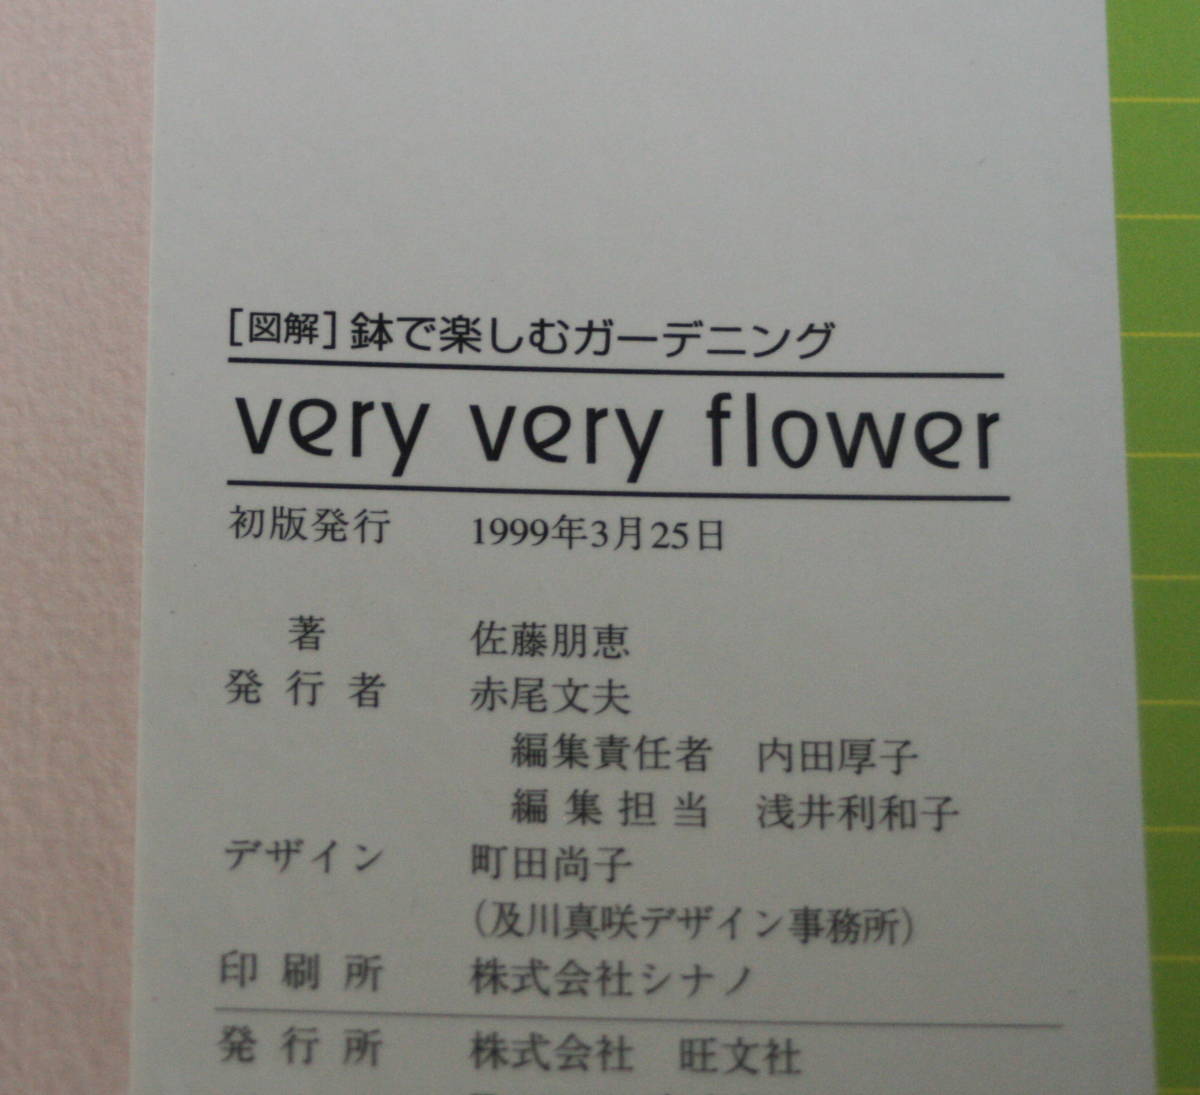 [図解]鉢で楽しむガーデニング
very very flower
初版発行 1999年3月25日
著 佐藤朋恵
発行者 赤尾文夫
編集責任者 内田厚子
編集担当 浅井利和子
デザイン 町田尚子
(及川真咲デザイン事務所)
印刷所 株式会社シナノ
発行所 株式会社 旺文社